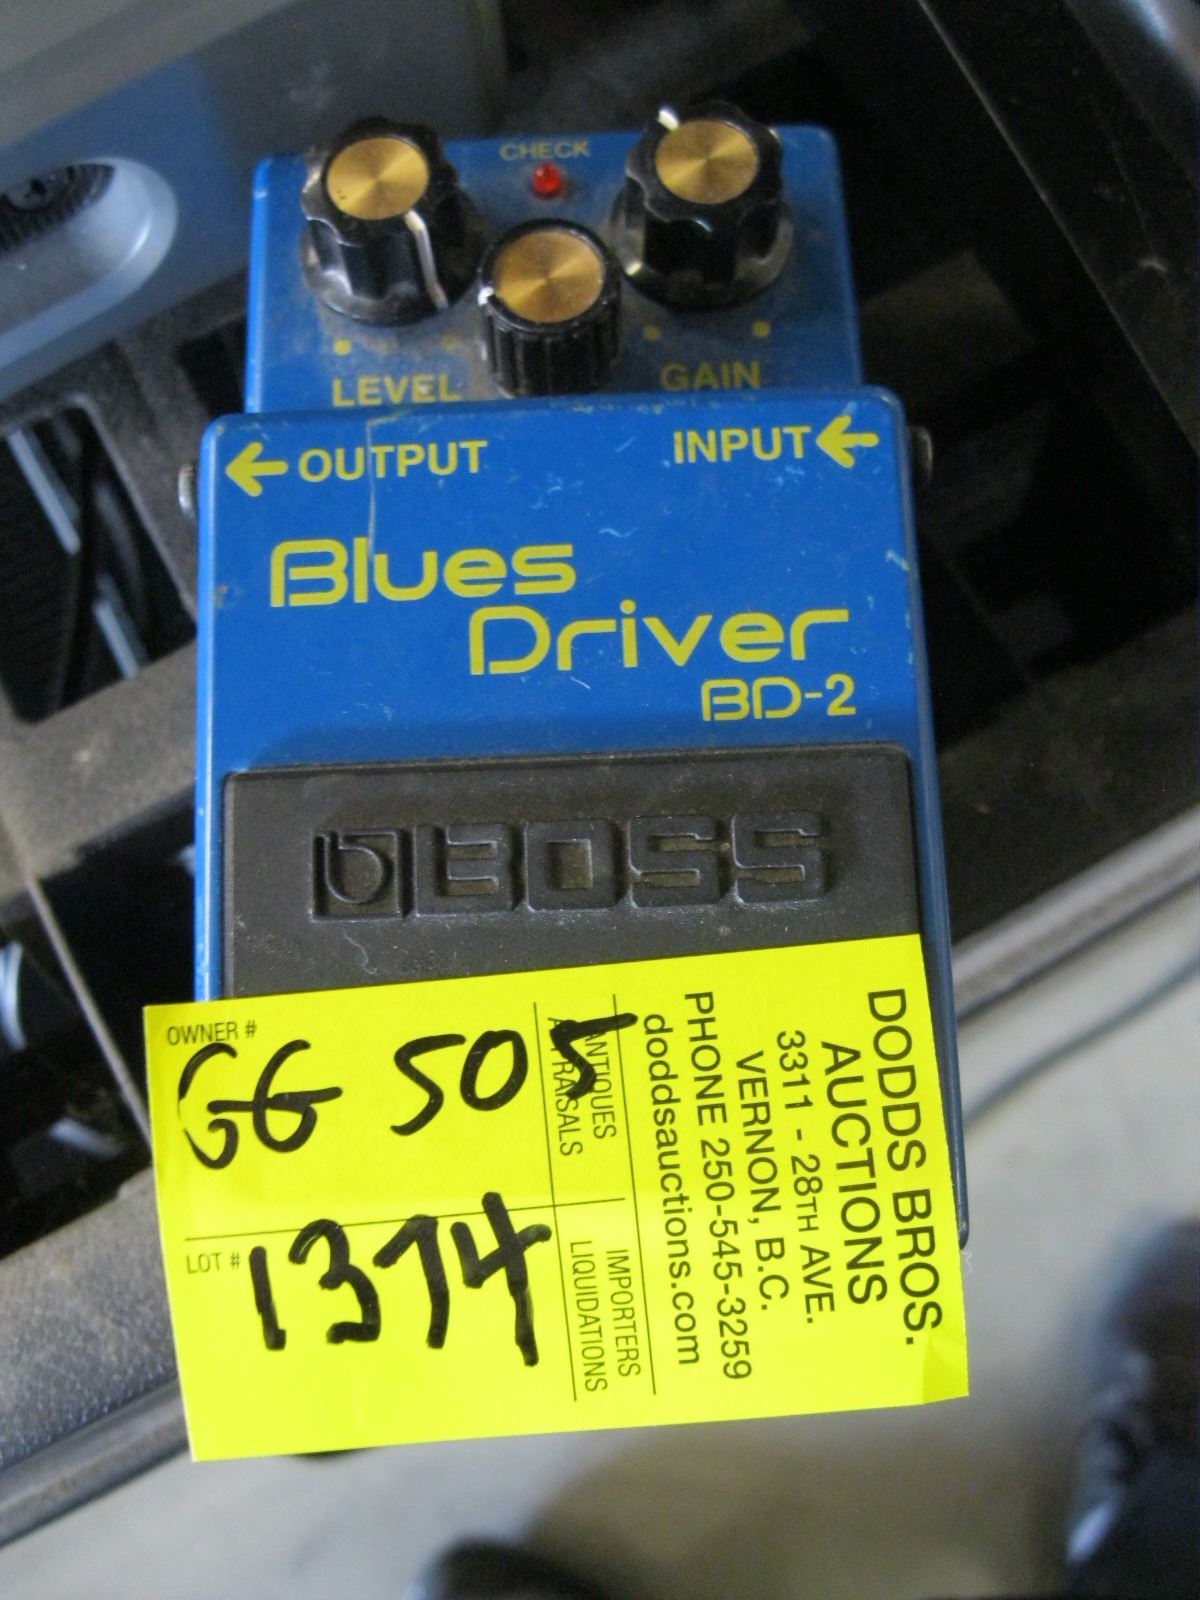 CHECK
LEVEL
GAIN
OUTPUT
INPUT
Blues
Driver
BD-2
BOSS
OWNER #
GG 505
LOT #
1374
ANTIQUES
APPRAISALS
IMPORTERS
LIQUIDATIONS
DODDS BROS.
AUCTIONS
3311 - 28TH AVE.
VERNON, B.C.
PHONE 250-545-3259
doddsauctions.com